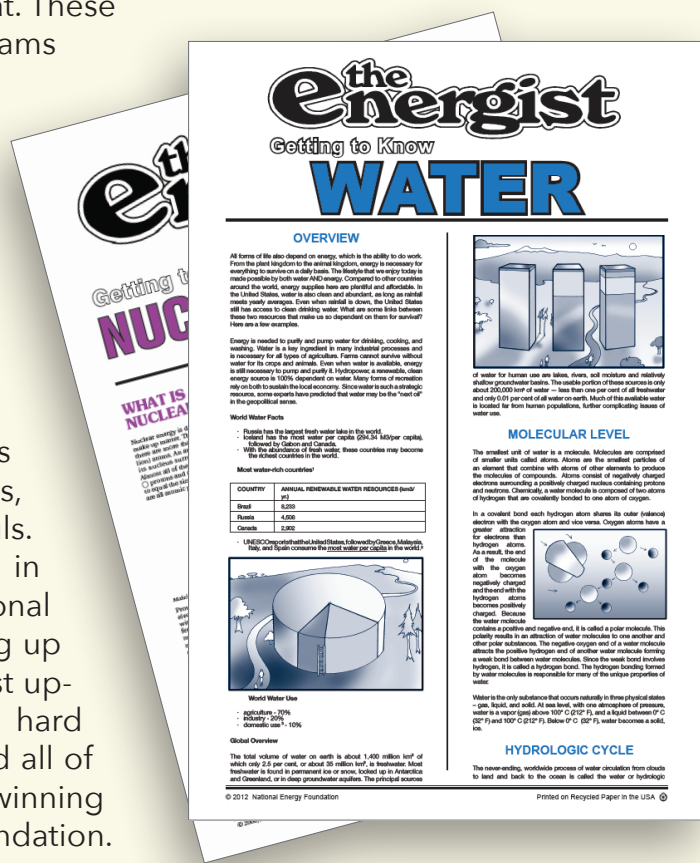 at. These
ams
s
s,
ls.
in
onal
g up
st up-
hard
d all of
winning
ndation.
the
energist
Getting to Know
WATER
OVERVIEW
All forms of life also depend on energy, which is the ability to do work.
From the plant kingdom to the animal kingdom, energy is necessary for
everything to survive on a daily basis. The lifestyle that we enjoy today is
made possible by both water AND energy. Compared to other countries
around the world, energy supplies here are plentiful and affordable. In
the United States, water is also clean and abundant, as long as rainfall
meets yearly averages. Even when rainfall is down, the United States
still has access to clean drinking water. What are some links between
these two resources that make us so dependent on them for survival?
Here are a few examples.
Energy is needed to purify and pump water for drinking, cooking, and
washing. Water is a key ingredient in many industrial processes and
is necessary for all types of agriculture. Farms cannot survive without
water for its crops and animals. Even when water is available, energy
is still necessary to pump and purify it. Hydropower, a renewable, clean
energy source is 100% dependent on water. Many forms of recreation
rely on both to sustain the local economy. Since water is such a strategic
resource, some experts have predicted that water may be the "next oil"
in the geopolitical sense.
World Water Facts
· Russia has the largest fresh water lake in the world.
· Iceland has the most water per capita (294.34 M3/per capita),
followed by Gabon and Canada.
· With the abundance of fresh water, these countries may become
the richest countries in the world.
Most water-rich countries¹
COUNTRY ANNUAL RENEWABLE WATER RESOURCES (km3/
yr.)
Brazil 8,233
Russia 4,508
Canada 2,902
· UNESCO reports that the United States, followed by Greece, Malaysia,
Italy, and Spain consume the most water per capita in the world.²
World Water Use
· agriculture - 70%
· industry - 20%
· domestic use ³ - 10%
Global Overview
The total volume of water on earth is about 1,400 million km³ of
which only 2.5 per cent, or about 35 million km³, is freshwater. Most
freshwater is found in permanent ice or snow, locked up in Antarctica
and Greenland, or in deep groundwater aquifers. The principal sources
of water for human use are lakes, rivers, soil moisture and relatively
shallow groundwater basins. The usable portion of these sources is only
about 200,000 km³ of water — less than one per cent of all freshwater
and only 0.01 per cent of all water on earth. Much of this available water
is located far from human populations, further complicating issues of
water use.
MOLECULAR LEVEL
The smallest unit of water is a molecule. Molecules are comprised
of smaller units called atoms. Atoms are the smallest particles of
an element that combine with atoms of other elements to produce
the molecules of compounds. Atoms consist of negatively charged
electrons surrounding a positively charged nucleus containing protons
and neutrons. Chemically, a water molecule is composed of two atoms
of hydrogen that are covalently bonded to one atom of oxygen.
In a covalent bond each hydrogen atom shares its outer (valence)
electron with the oxygen atom and vice versa. Oxygen atoms have a
greater attraction
for electrons than
hydrogen atoms.
As a result, the end
of the molecule
with the oxygen
atom becomes
negatively charged
and the end with the
hydrogen atoms
becomes positively
charged. Because
the water molecule
contains a positive and negative end, it is called a polar molecule. This
polarity results in an attraction of water molecules to one another and
other polar substances. The negative oxygen end of a water molecule
attracts the positive hydrogen end of another water molecule forming
a weak bond between water molecules. Since the weak bond involves
hydrogen, it is called a hydrogen bond. The hydrogen bonding formed
by water molecules is responsible for many of the unique properties of
water.
Water is the only substance that occurs naturally in three physical states
– gas, liquid, and solid. At sea level, with one atmosphere of pressure,
water is a vapor (gas) above 100° C (212° F), and a liquid between 0° C
(32° F) and 100° C (212° F). Below 0° C (32° F), water becomes a solid,
ice.
HYDROLOGIC CYCLE
The never-ending, worldwide process of water circulation from clouds
to land and back to the ocean is called the water or hydrologic
© 2012 National Energy Foundation
Printed on Recycled Paper in the USA
th
e
Getting t
NUC
WHAT IS
NUCLEA
Nuclear energy is d
make up matter. Th
there are more tha
lion) atoms. An a
its nucleus surr
Almost all of the
protons and
to equal the siz
are all atomic